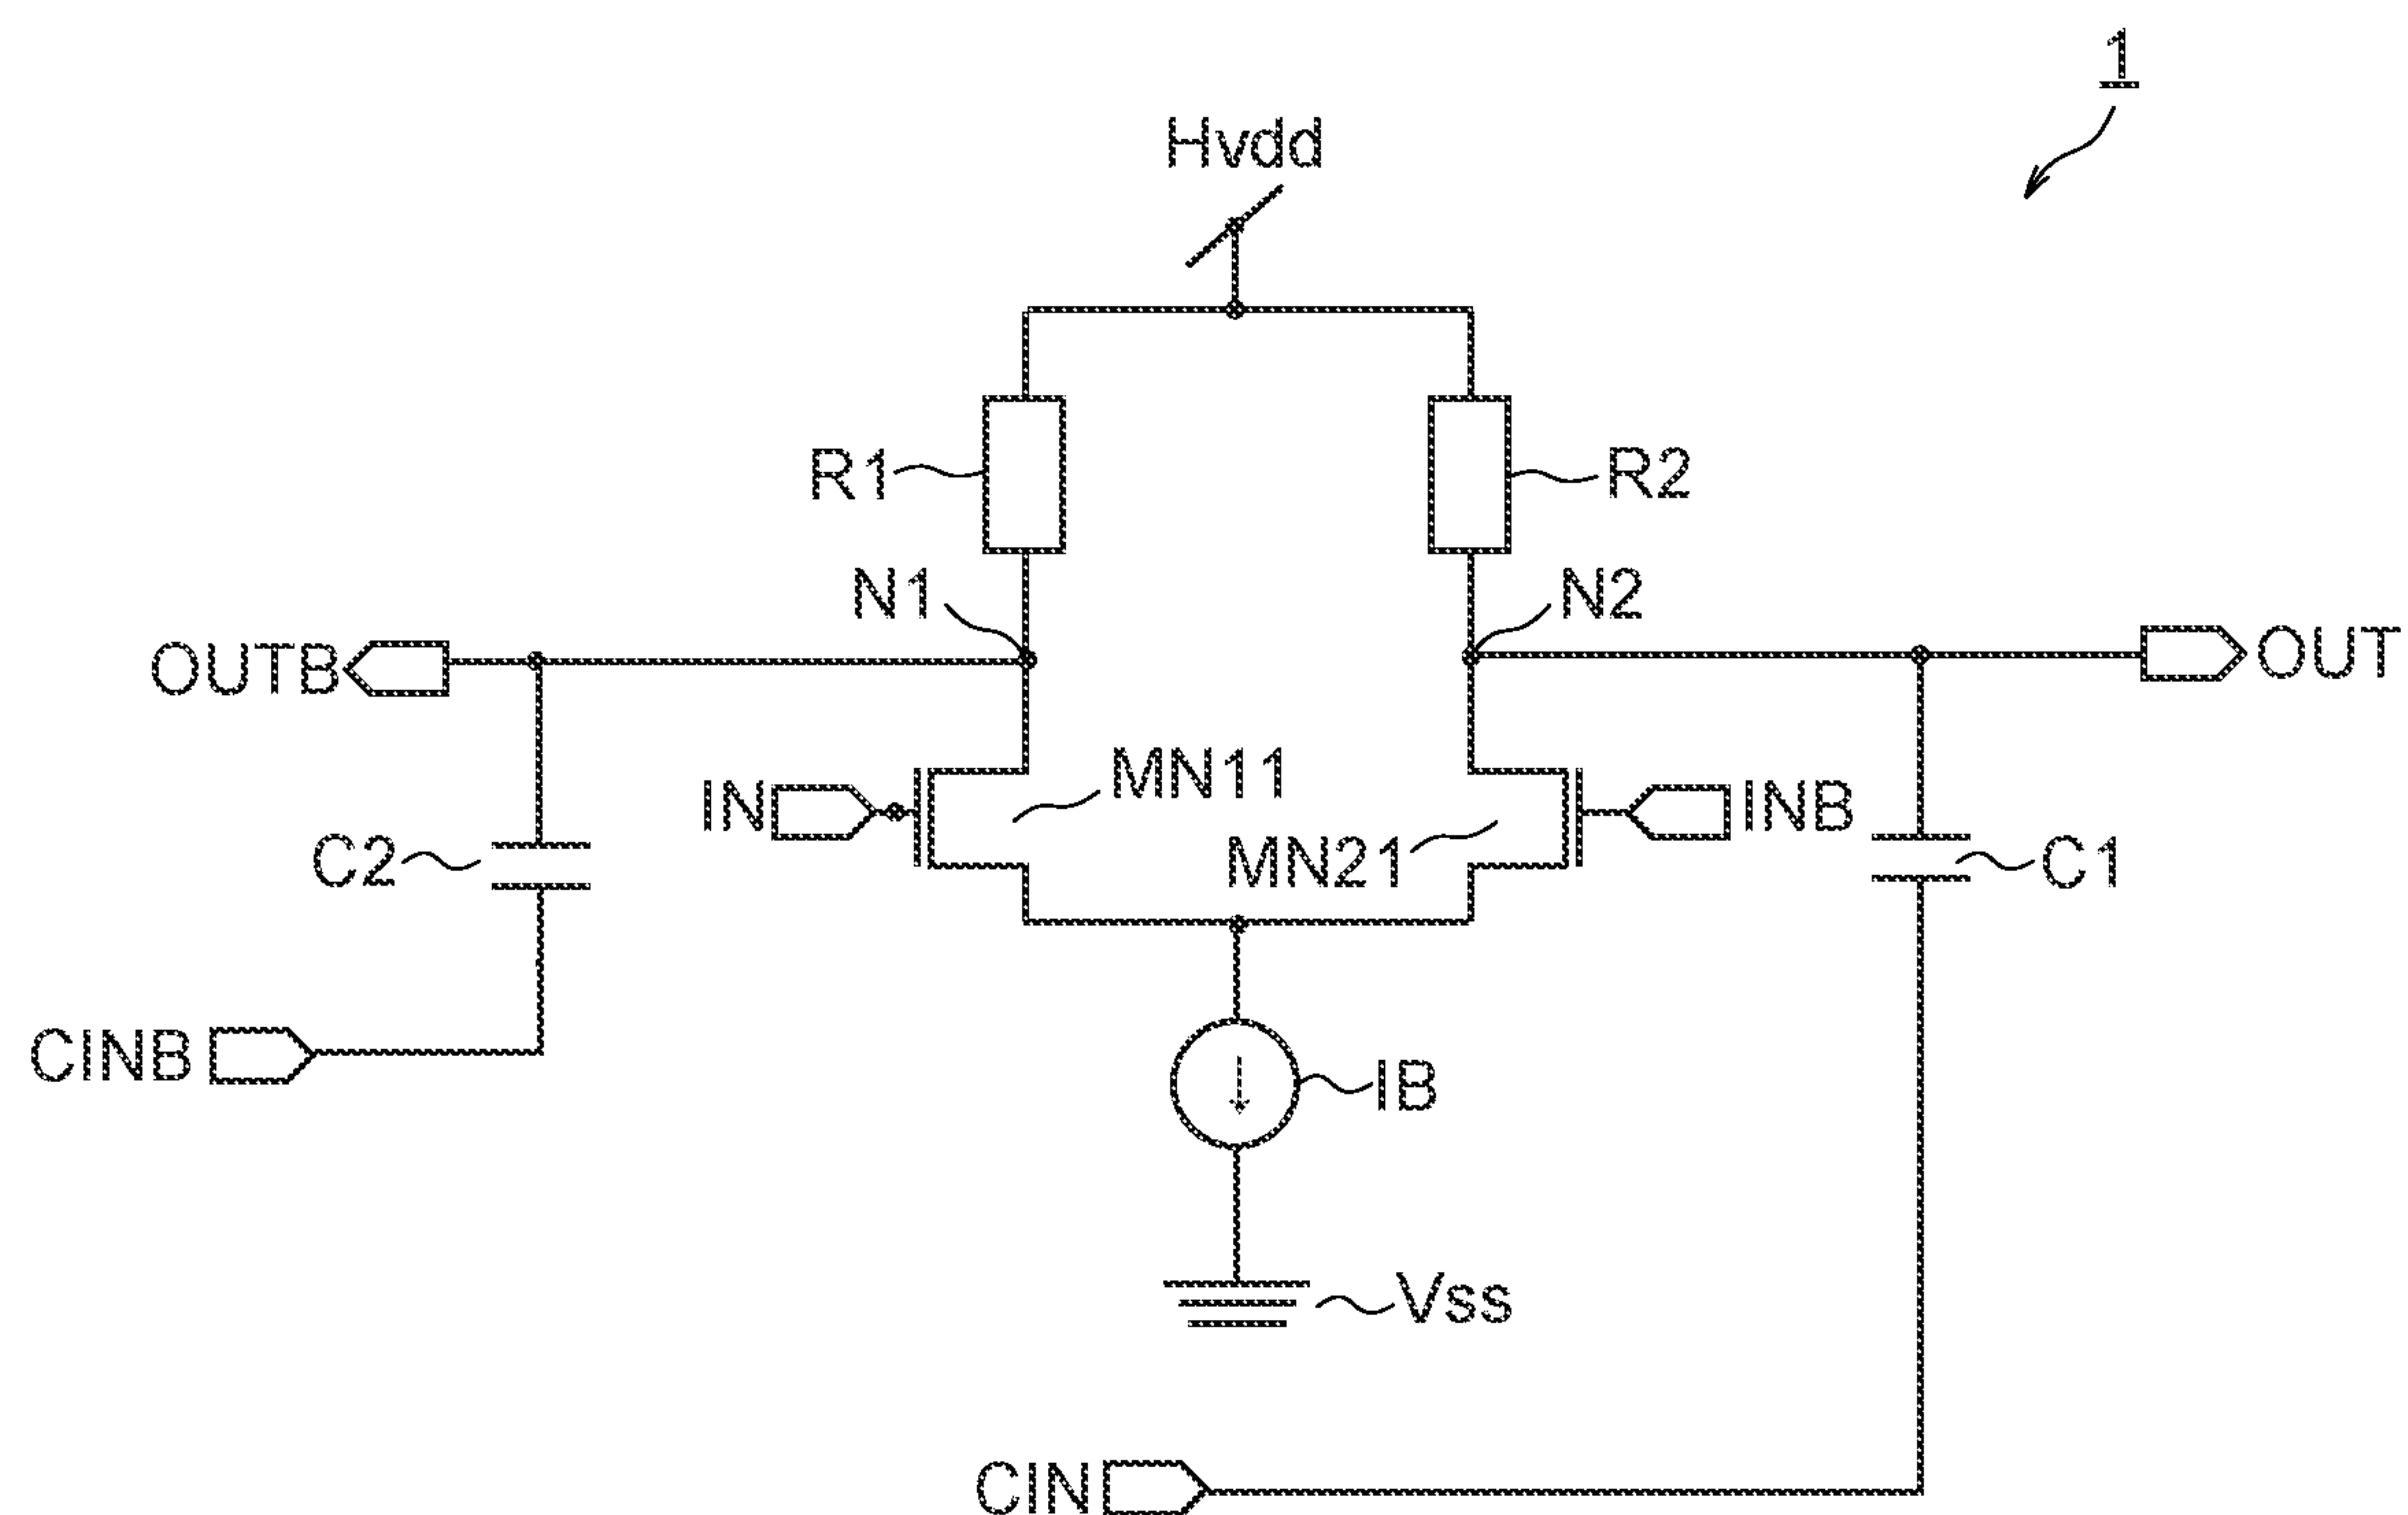 1
Hvdd
R1
R2
N1
N2
OUTB
OUT
IN
MN11
MN21
INB
C2
C1
CINB
IB
Vss
CIN